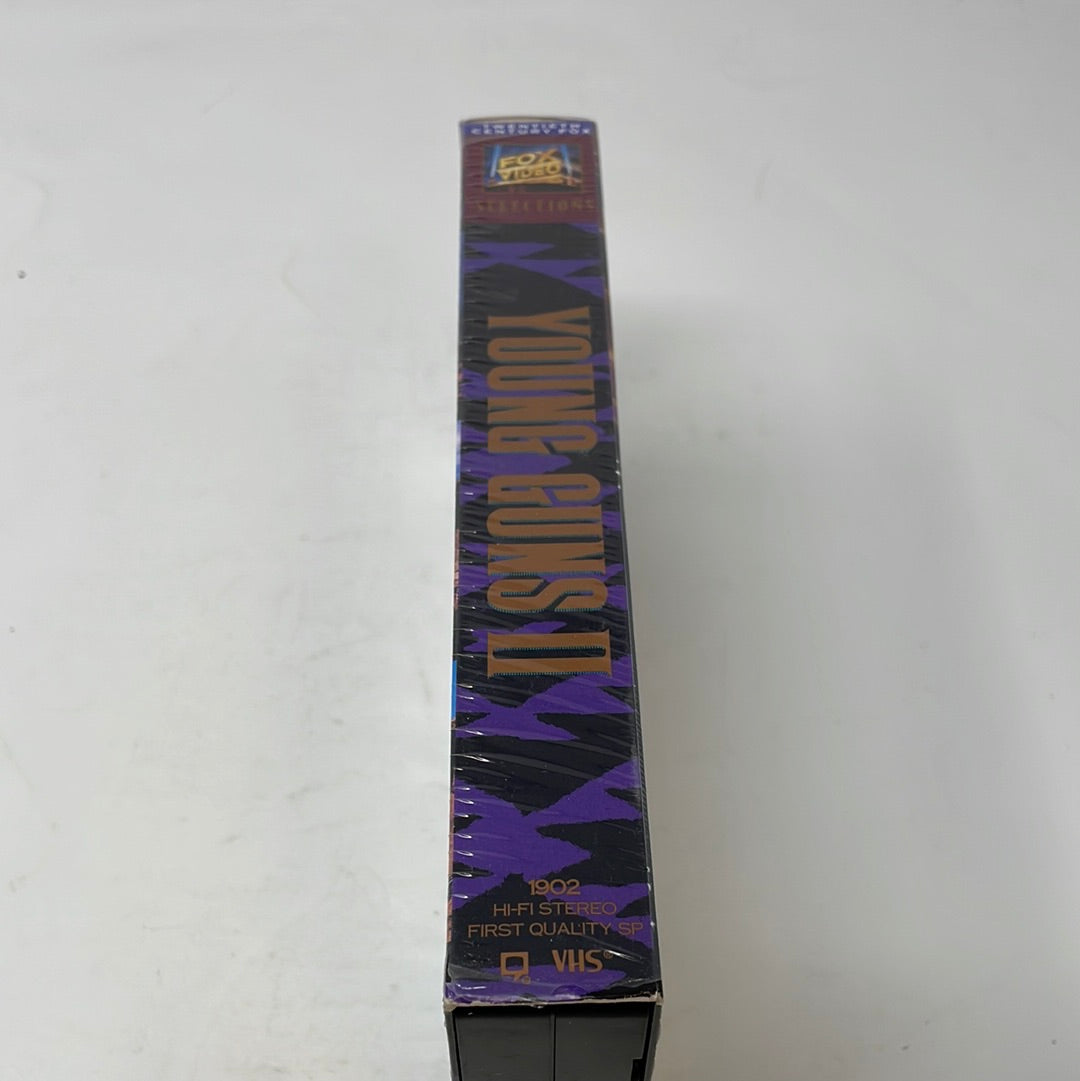 TWENTIETH
CENTURY FOX
FOX
VIDEO
SELECTIONS
YOUNG GUNS II
1902
HI-FI STEREO
FIRST QUALITY SP
VHS®